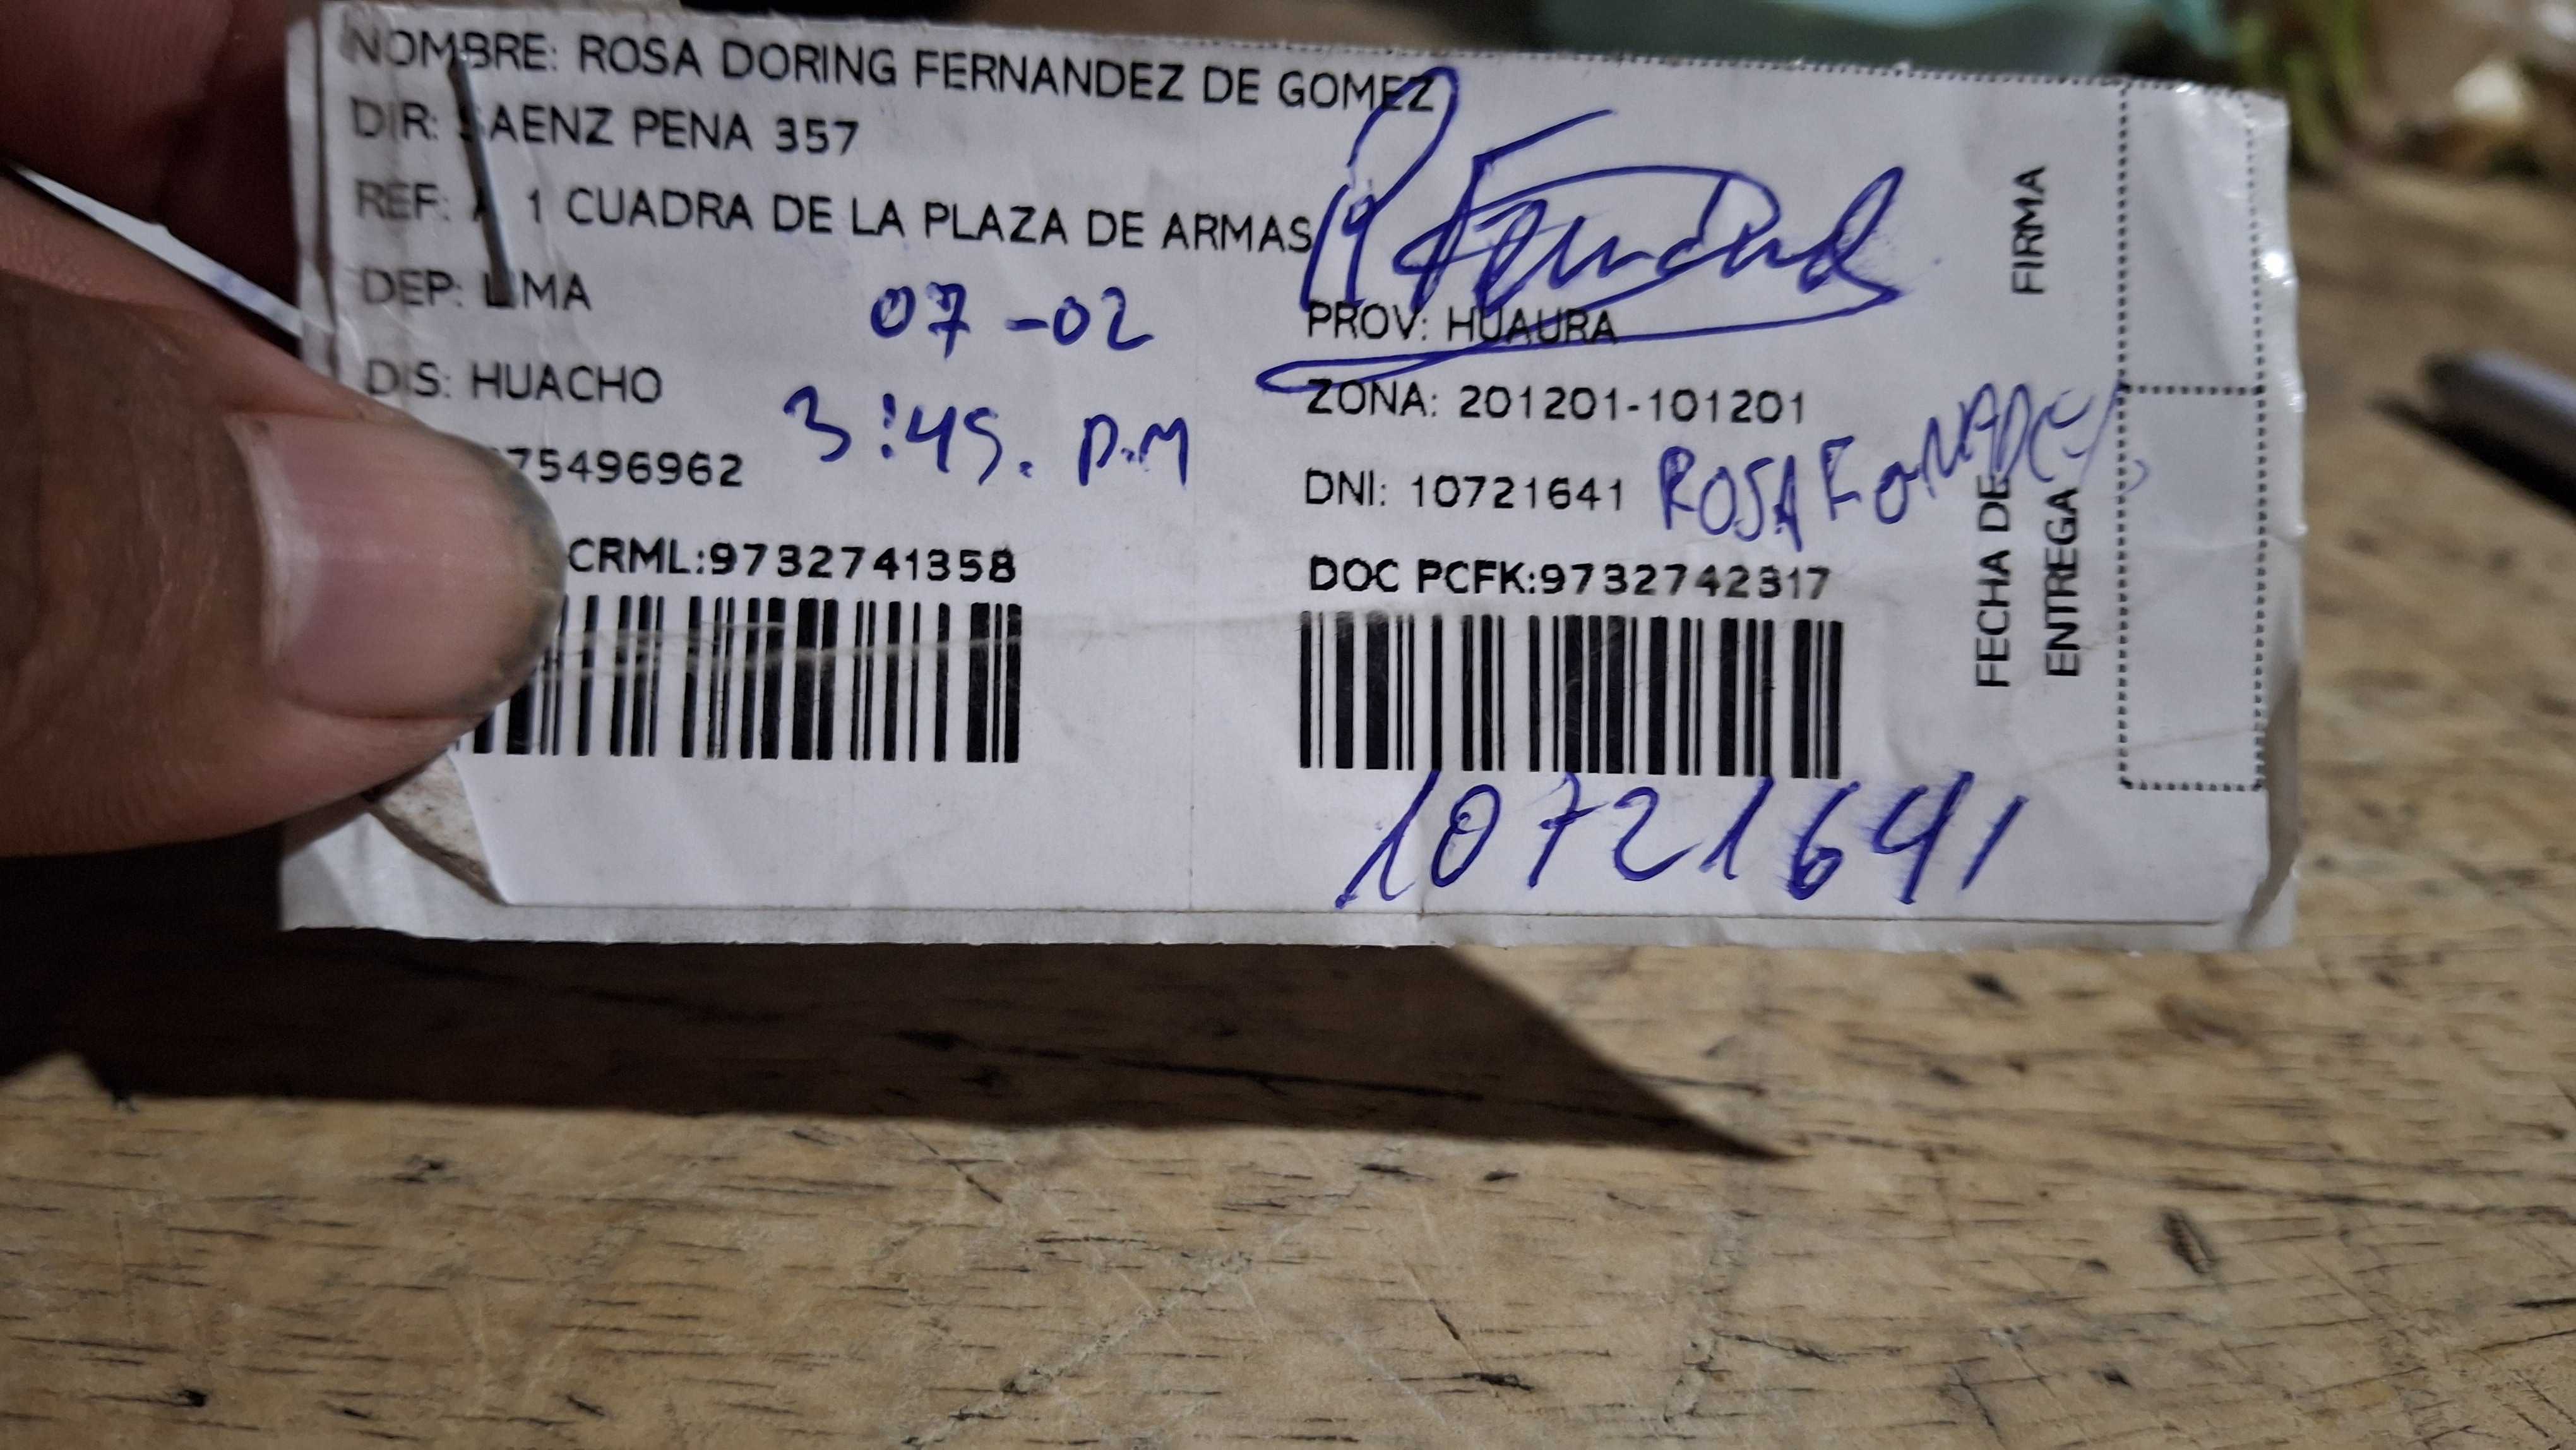 NOMBRE: ROSA DORING FERNANDEZ DE GOMEZ
DIR: SAENZ PENA 357
REF: A 1 CUADRA DE LA PLAZA DE ARMAS
DEP: LIMA
07-02
PROV: HUAURA
DIS: HUACHO
3:45. P.M
ZONA: 201201-101201
75496962
DNI: 10721641
ROSA
CRML:9732741358
DOC PCFK:9732742317
10721641
FIRMA
FECHA DE
ENTREGA